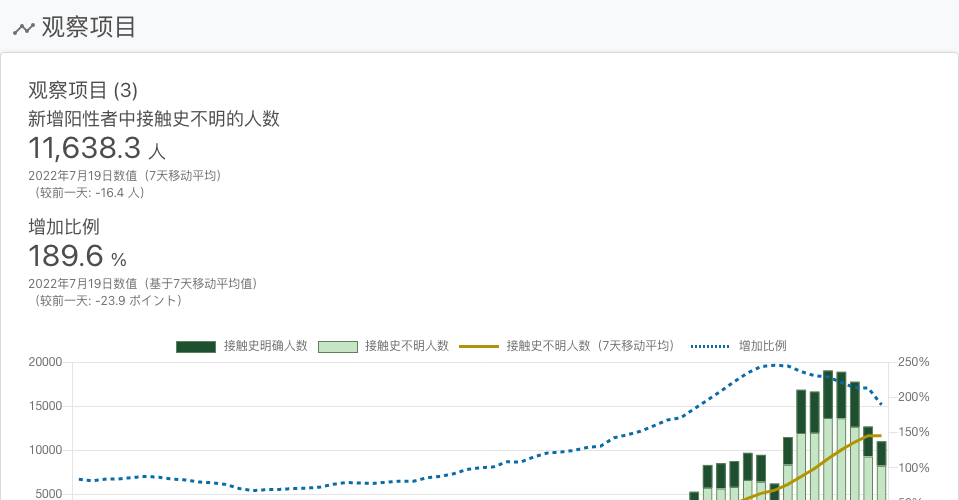 观察项目
观察项目 (3)
新增阳性者中接触史不明的人数
11,638.3 人
2022年7月19日数值（7天移动平均）
（较前一天: -16.4 人）
增加比例
189.6 %
2022年7月19日数值（基于7天移动平均值）
（较前一天: -23.9 ポイント）
接触史明确人数 接触史不明人数 接触史不明人数（7天移动平均） 增加比例
20000 250%
200%
15000
150%
10000
100%
5000